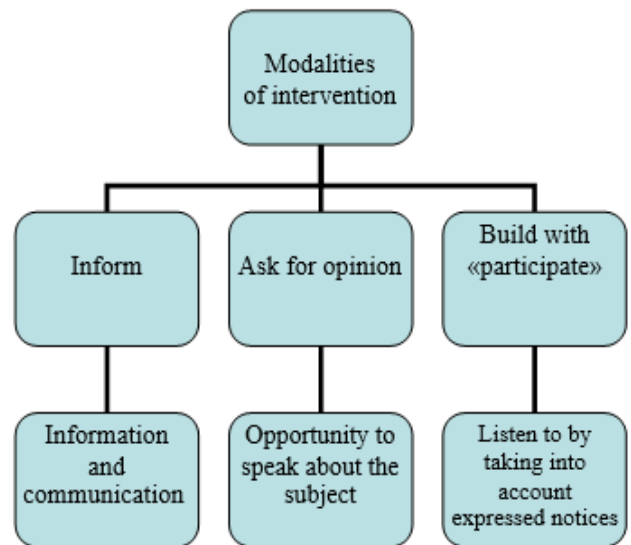 Modalities
of intervention
Inform
Ask for opinion
Build with
«participate»
Information
and
communication
Opportunity to
speak about the
subject
Listen to by
taking into
account
expressed notices